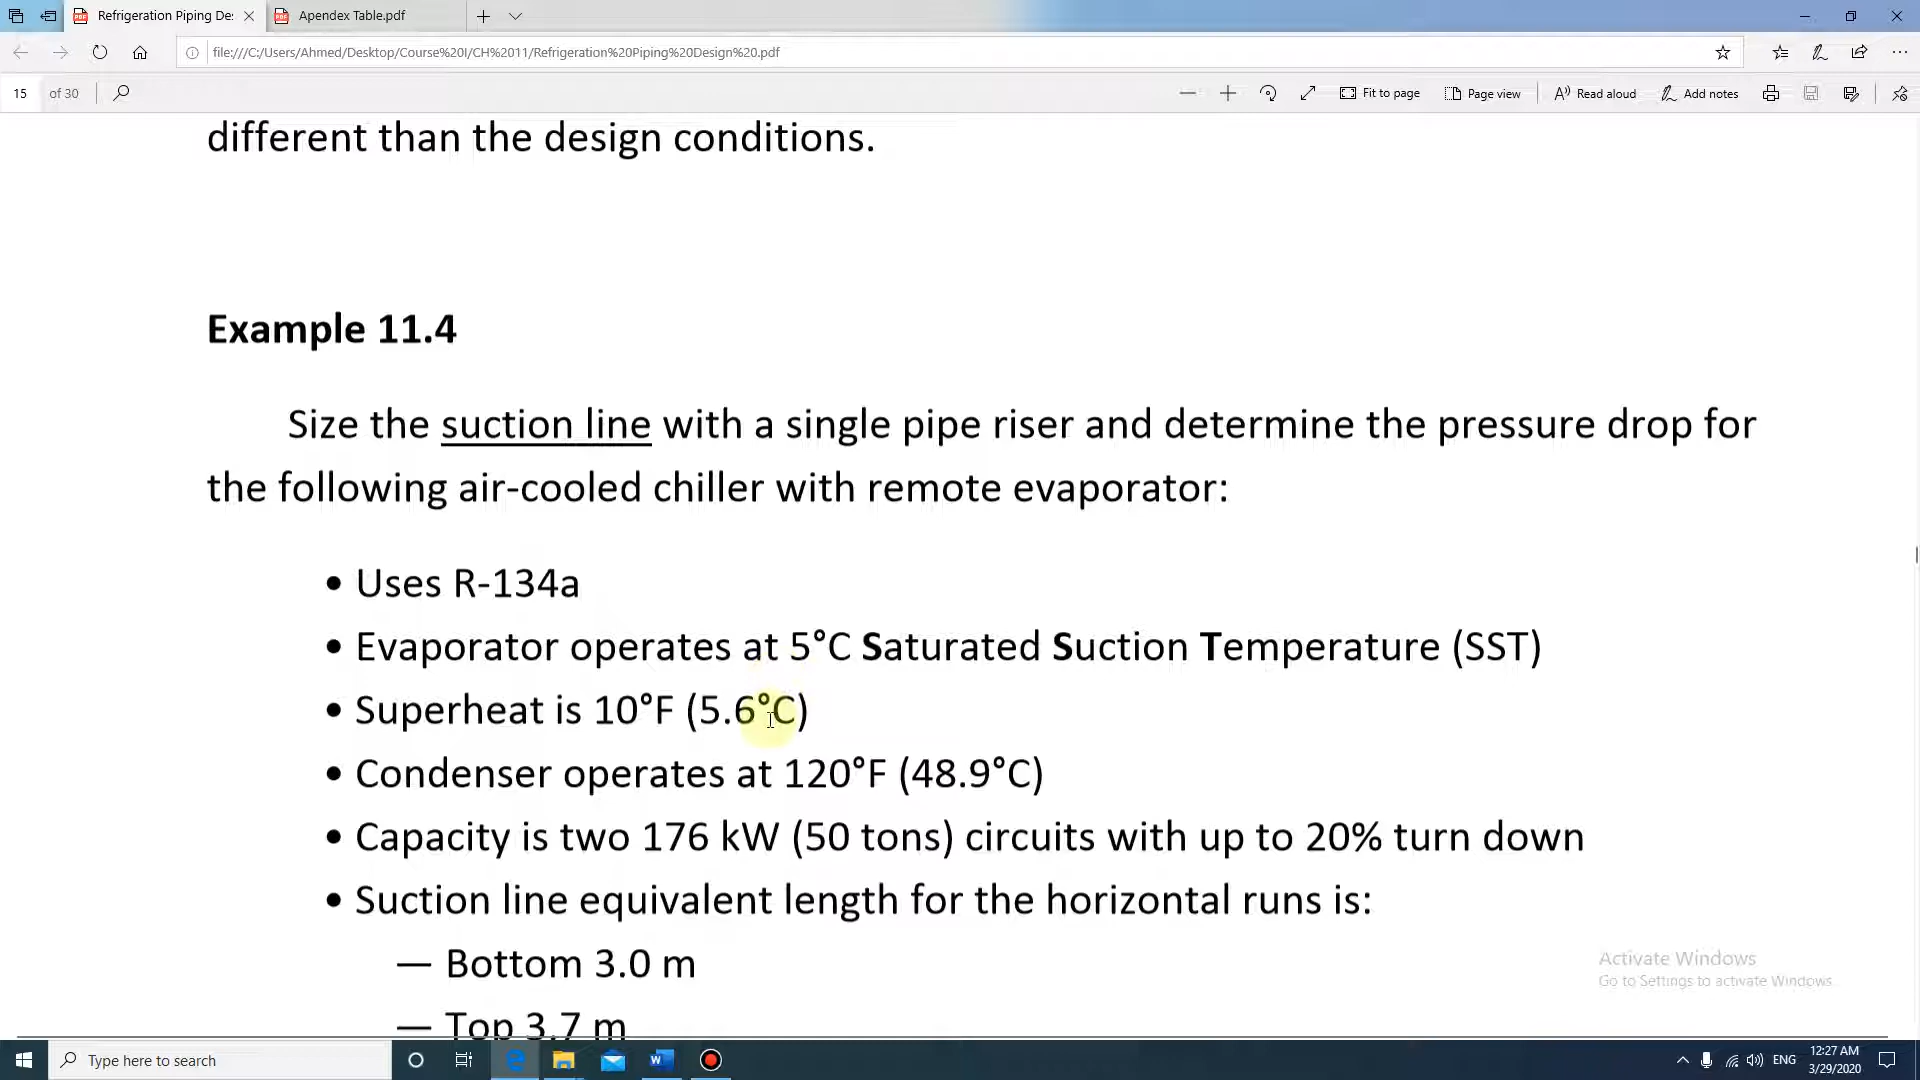 Refrigeration Piping De:
Apendex Table.pdf
file:///C:/Users/Ahmed/Desktop/Course%20I/CH%2011/Refrigeration%20Piping%20Design%20.pdf
15 of 30
Fit to page
Page view
Read aloud
Add notes
different than the design conditions.
Example 11.4
Size the suction line with a single pipe riser and determine the pressure drop for
the following air-cooled chiller with remote evaporator:
• Uses R-134a
• Evaporator operates at 5°C Saturated Suction Temperature (SST)
• Superheat is 10°F (5.6°C)
• Condenser operates at 120°F (48.9°C)
• Capacity is two 176 kW (50 tons) circuits with up to 20% turn down
• Suction line equivalent length for the horizontal runs is:
— Bottom 3.0 m
— Top 3.7 m
Activate Windows
Go to Settings to activate Windows.
Type here to search
ENG
12:27 AM
3/29/2020